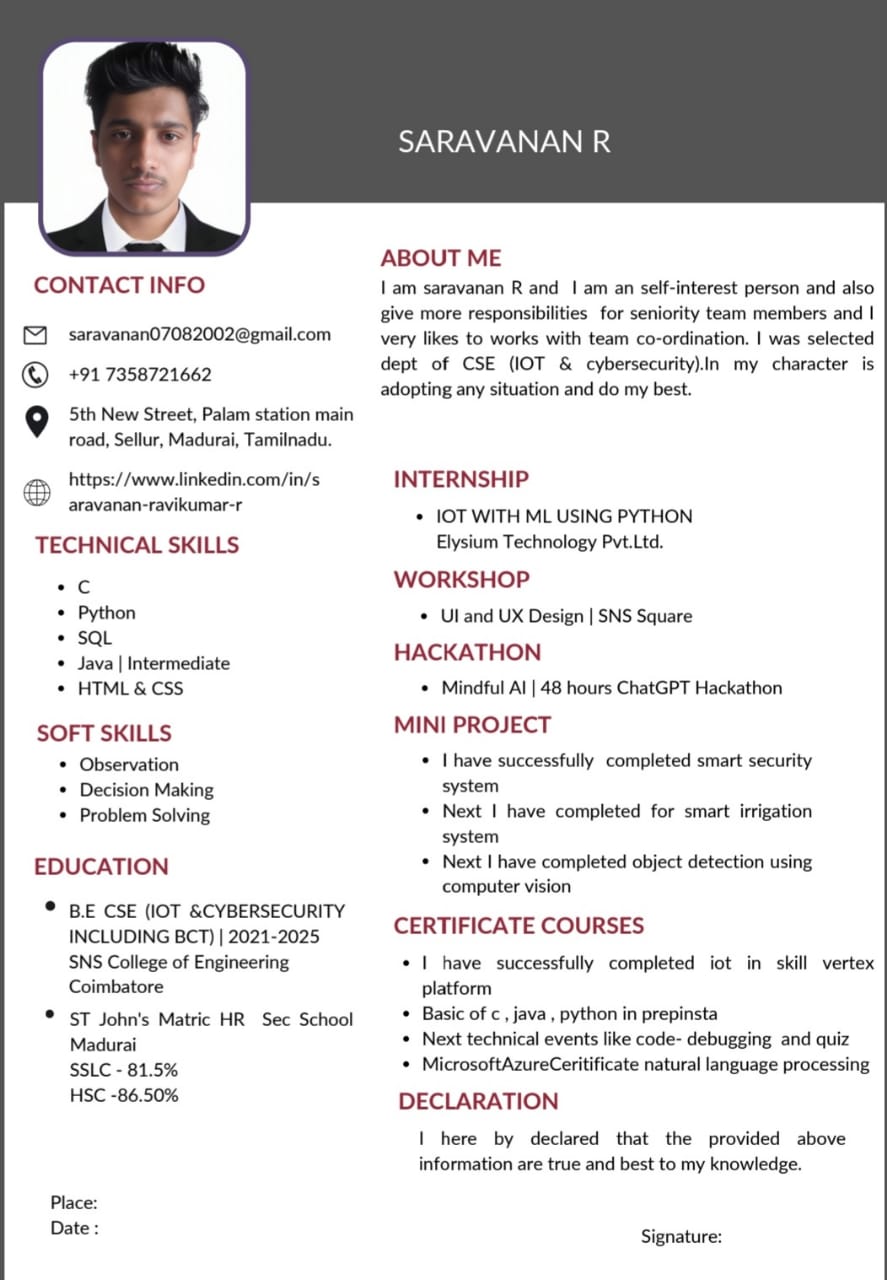 SARAVANAN R
CONTACT INFO
saravanan07082002@gmail.com
+91 7358721662
5th New Street, Palam station main
road, Sellur, Madurai, Tamilnadu.
https://www.linkedin.com/in/s
aravanan-ravikumar-r
TECHNICAL SKILLS
• C
• Python
• SQL
• Java | Intermediate
• HTML & CSS
SOFT SKILLS
• Observation
• Decision Making
• Problem Solving
EDUCATION
• B.E CSE (IOT &CYBERSECURITY
INCLUDING BCT) | 2021-2025
SNS College of Engineering
Coimbatore
• ST John's Matric HR Sec School
Madurai
SSLC - 81.5%
HSC -86.50%
Place:
Date :
ABOUT ME
I am saravanan R and I am an self-interest person and also
give more responsibilities for seniority team members and I
very likes to works with team co-ordination. I was selected
dept of CSE (IOT & cybersecurity).In my character is
adopting any situation and do my best.
INTERNSHIP
• IOT WITH ML USING PYTHON
Elysium Technology Pvt.Ltd.
WORKSHOP
• UI and UX Design | SNS Square
HACKATHON
• Mindful AI | 48 hours ChatGPT Hackathon
MINI PROJECT
• I have successfully completed smart security
system
• Next I have completed for smart irrigation
system
• Next I have completed object detection using
computer vision
CERTIFICATE COURSES
• I have successfully completed iot in skill vertex
platform
• Basic of c , java , python in prepinsta
• Next technical events like code- debugging and quiz
• MicrosoftAzureCeritificate natural language processing
DECLARATION
I here by declared that the provided above
information are true and best to my knowledge.
Signature: